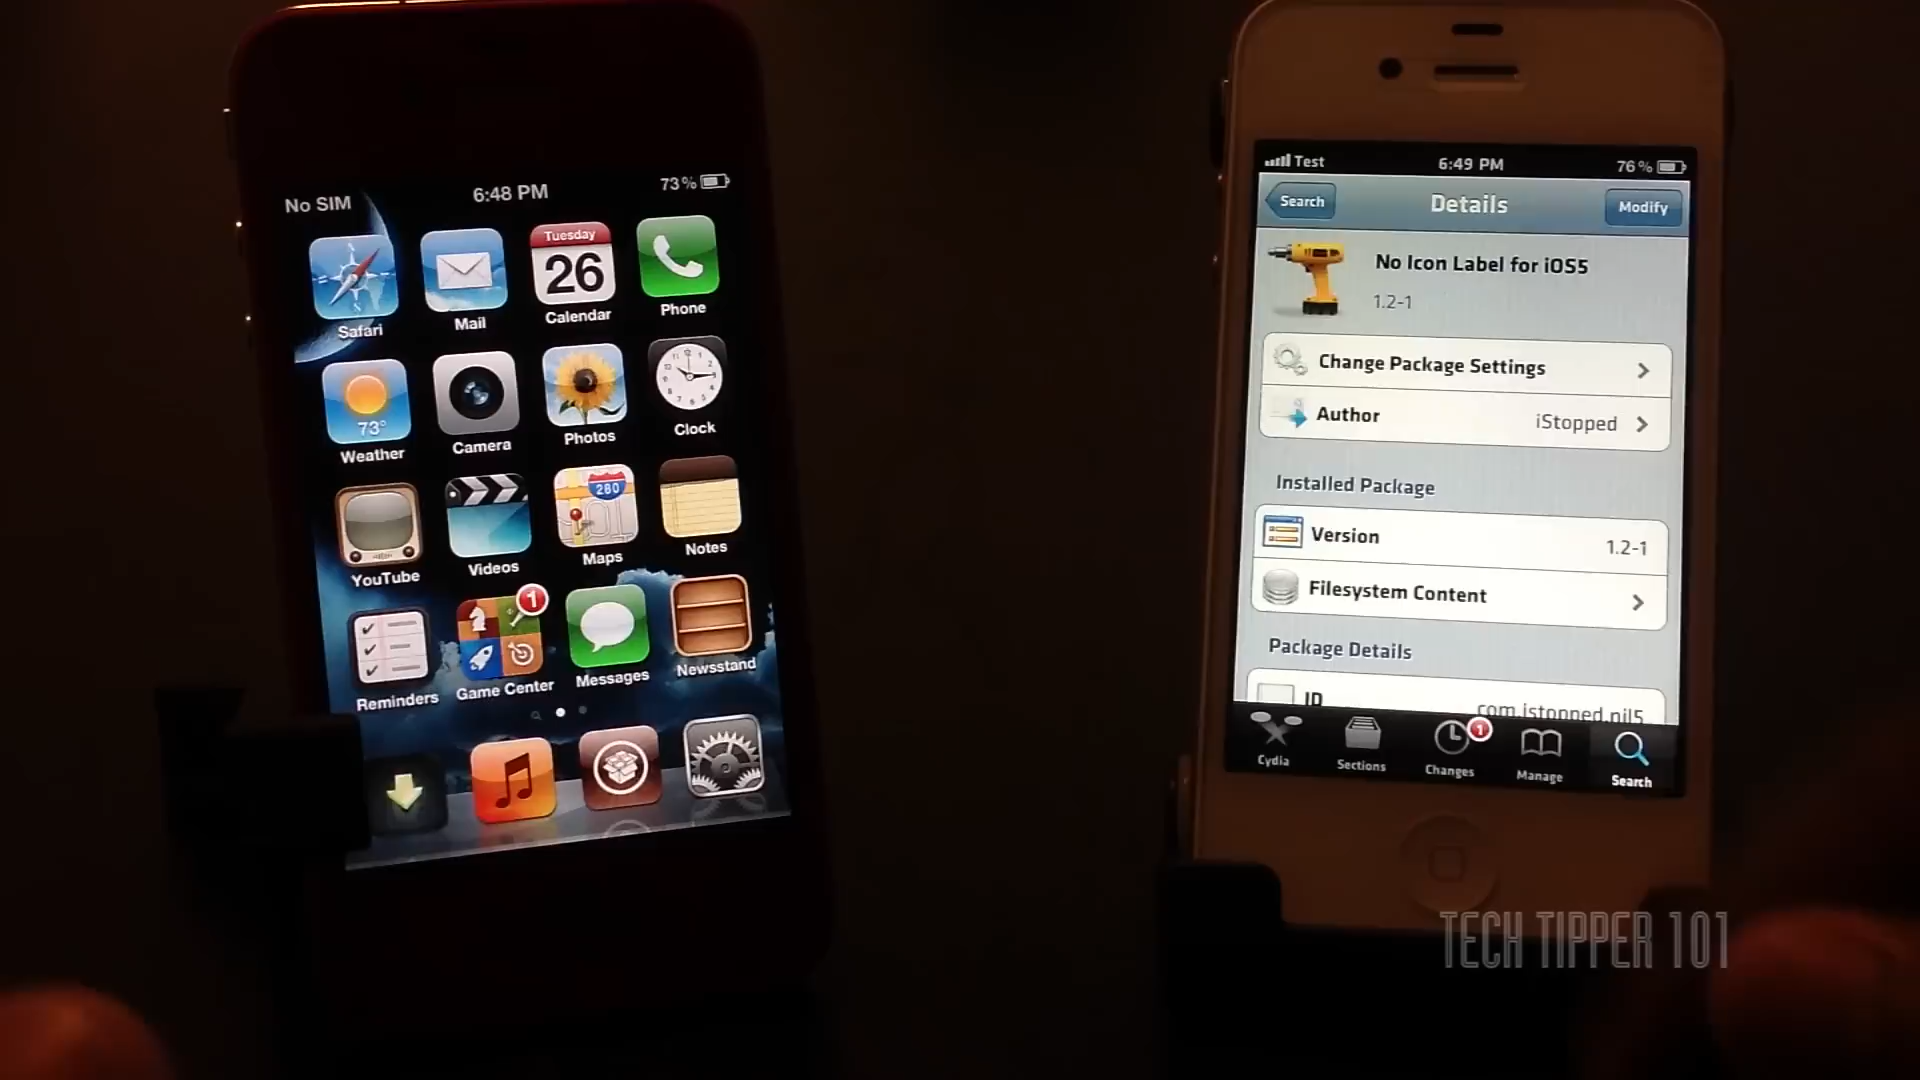 No SIM 6:48 PM 73%
Tuesday
26
Safari Mail Calendar Phone
73°
Weather Camera Photos Clock
280
YouTube Videos Maps Notes
1
Reminders Game Center Messages Newsstand
Test 6:49 PM 76%
Search Details Modify
No Icon Label for iOS5
1.2-1
Change Package Settings
Author iStopped
Installed Package
Version 1.2-1
Filesystem Content
Package Details
ID com.istopped.nil5
1
Cydia Sections Changes Manage Search
TECH TIPPER 101